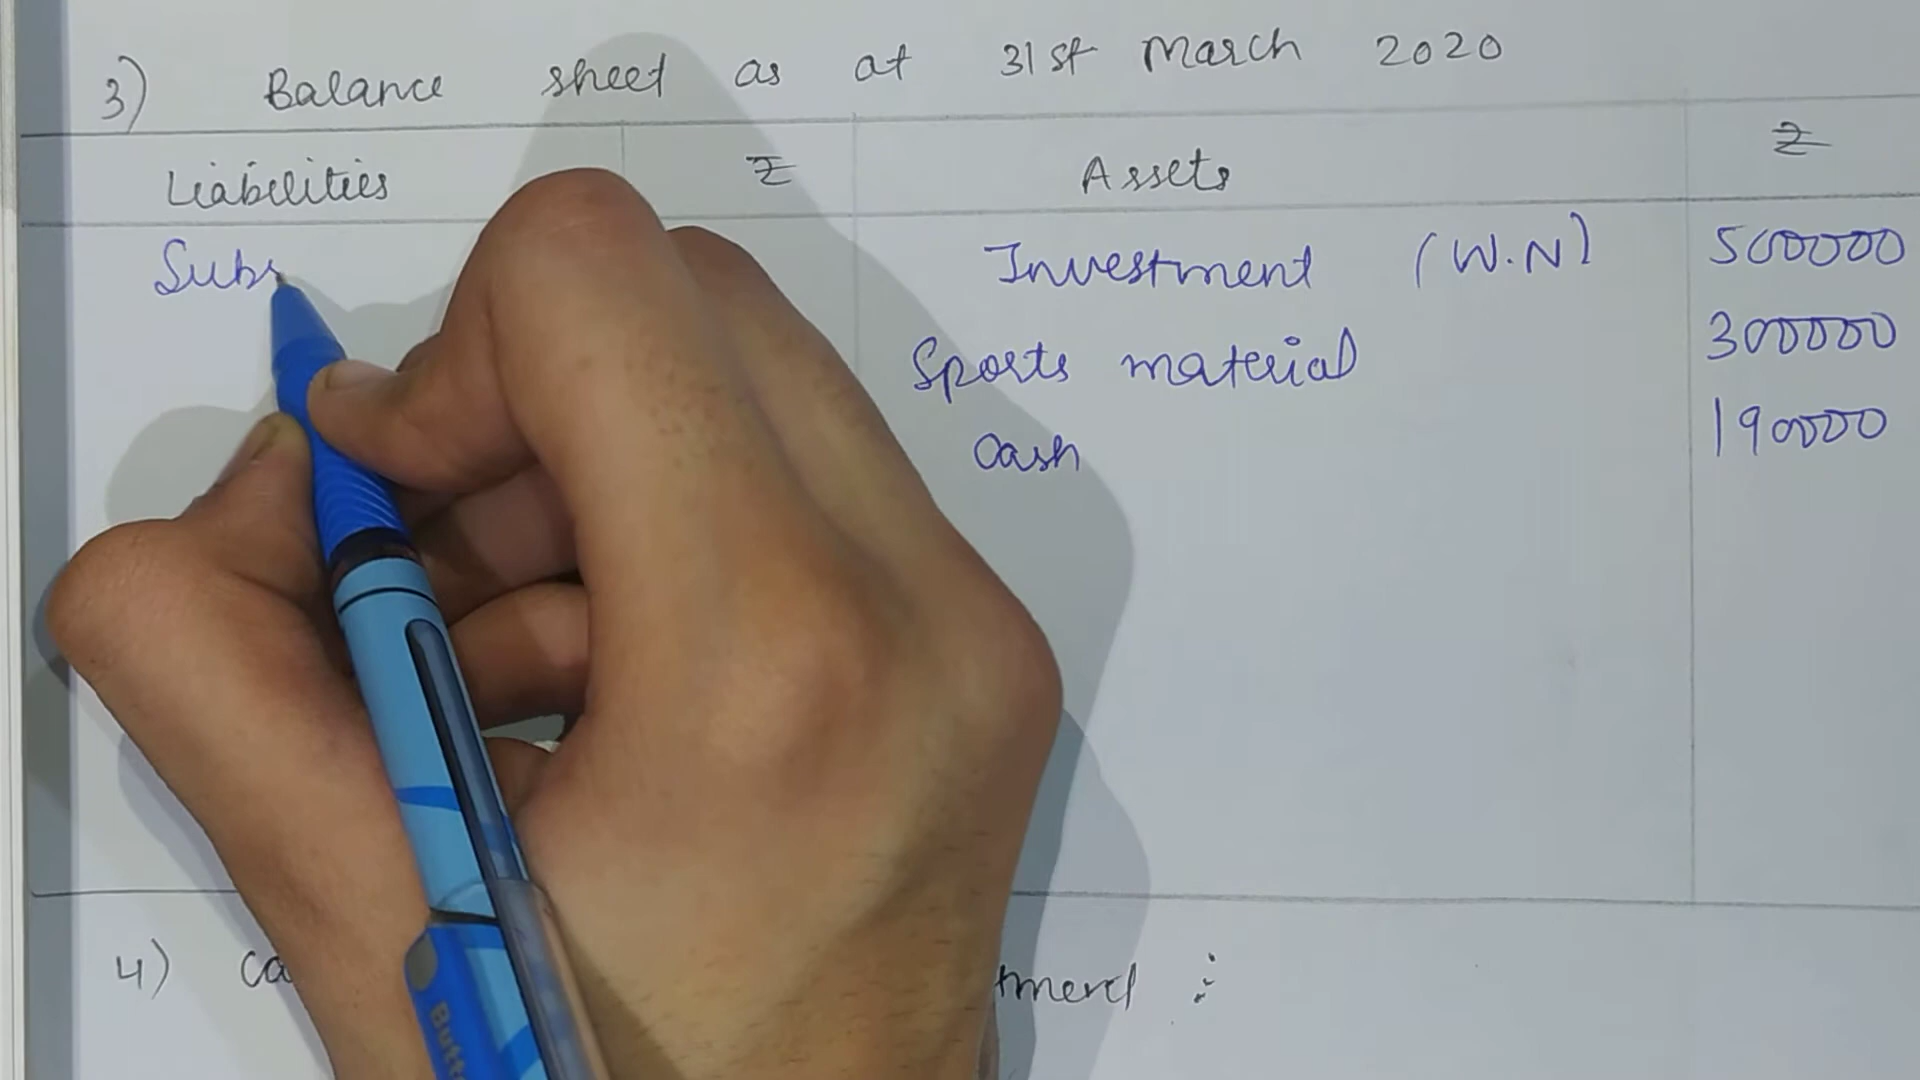 3) Balance sheet as at 31st March 2020
Liabilities ₹ Assets ₹
Subs Investment (W.N) 500000
Sports material 300000
Cash 190000
4) Ca